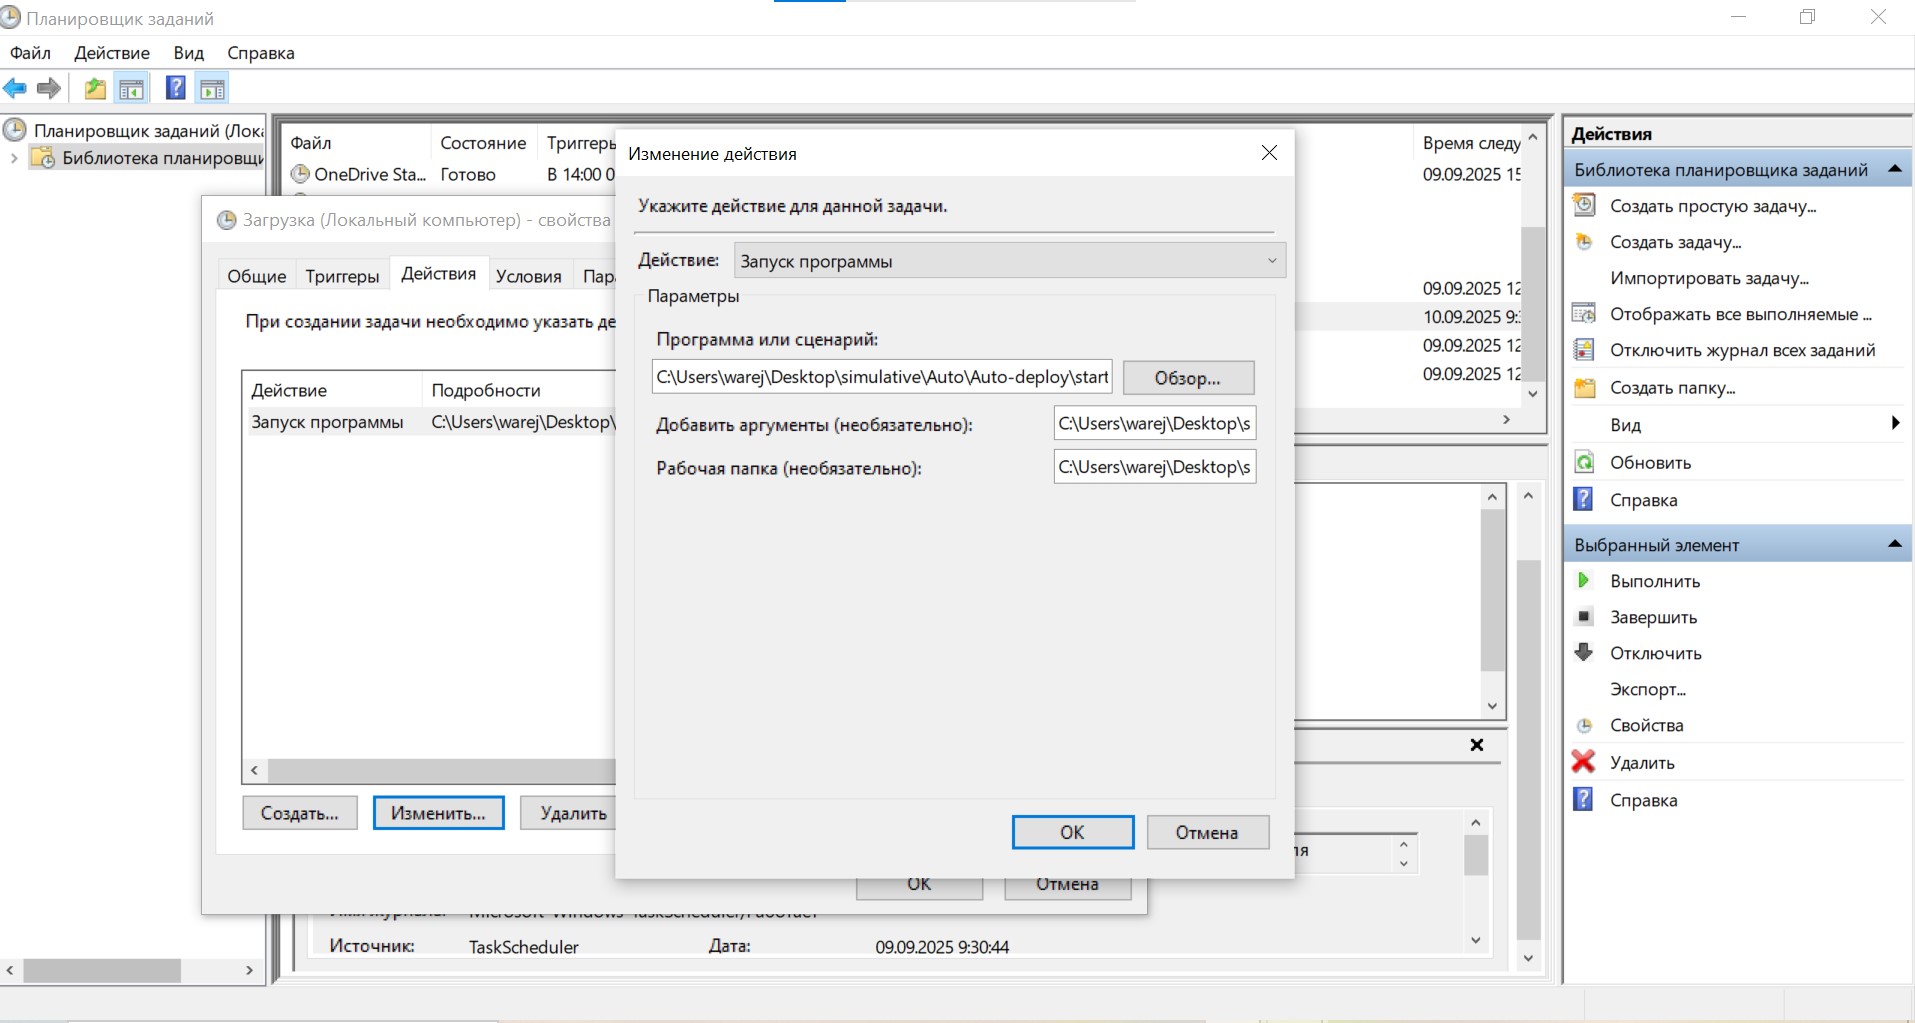 Планировщик заданий
Файл Действие Вид Справка
Планировщик заданий (Лока
Библиотека планировщи
Файл Состояние Триггеры Время следу
OneDrive Sta... Готово В 14:00 0 09.09.2025 15
09.09.2025 12
10.09.2025 9:
09.09.2025 12
09.09.2025 12
Загрузка (Локальный компьютер) - свойства
Общие Триггеры Действия Условия Пар
При создании задачи необходимо указать де
Действие Подробности
Запуск программы C:\Users\warej\Desktop\
Создать... Изменить... Удалить
ОК Отмена
Изменение действия
Укажите действие для данной задачи.
Действие: Запуск программы
Параметры
Программа или сценарий:
C:\Users\warej\Desktop\simulative\Auto\Auto-deploy\start Обзор...
Добавить аргументы (необязательно): C:\Users\warej\Desktop\s
Рабочая папка (необязательно): C:\Users\warej\Desktop\s
ОК Отмена
ля
Источник: TaskScheduler Дата: 09.09.2025 9:30:44
Действия
Библиотека планировщика заданий
Создать простую задачу...
Создать задачу...
Импортировать задачу...
Отображать все выполняемые ...
Отключить журнал всех заданий
Создать папку...
Вид
Обновить
Справка
Выбранный элемент
Выполнить
Завершить
Отключить
Экспорт...
Свойства
Удалить
Справка